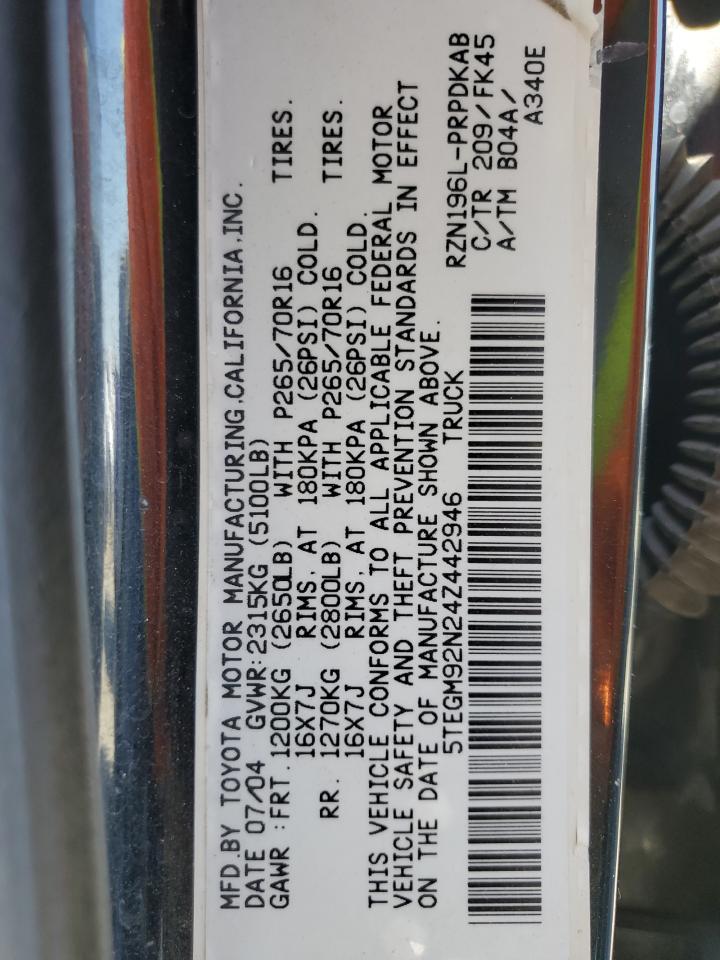 MFD.BY TOYOTA MOTOR MANUFACTURING.CALIFORNIA.INC.
DATE 07/04 GVWR:2315KG (5100LB)
GAWR :FRT.1200KG (2650LB) WITH P265/70R16 TIRES.
16X7J RIMS, AT 180KPA (26PSI) COLD.
RR. 1270KG (2800LB) WITH P265/70R16 TIRES.
16X7J RIMS, AT 180KPA (26PSI) COLD.
THIS VEHICLE CONFORMS TO ALL APPLICABLE FEDERAL MOTOR
VEHICLE SAFETY AND THEFT PREVENTION STANDARDS IN EFFECT
ON THE DATE OF MANUFACTURE SHOWN ABOVE.
5TEGM92N24Z442946 TRUCK
RZN196L-PRPDKAB
C/TR 209/FK45
A/TM B04A/
A340E